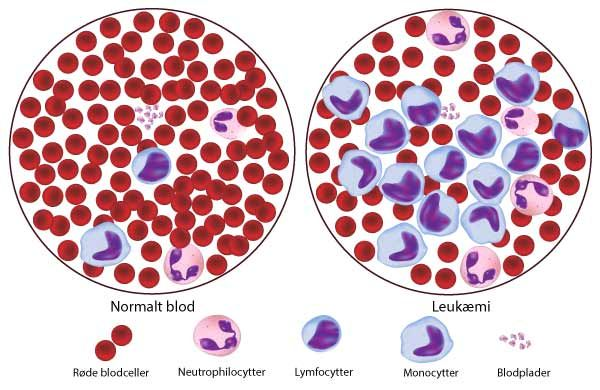 Normalt blod
Leukæmi
Røde blodceller
Neutrophilocytter
Lymfocytter
Monocytter
Blodplader